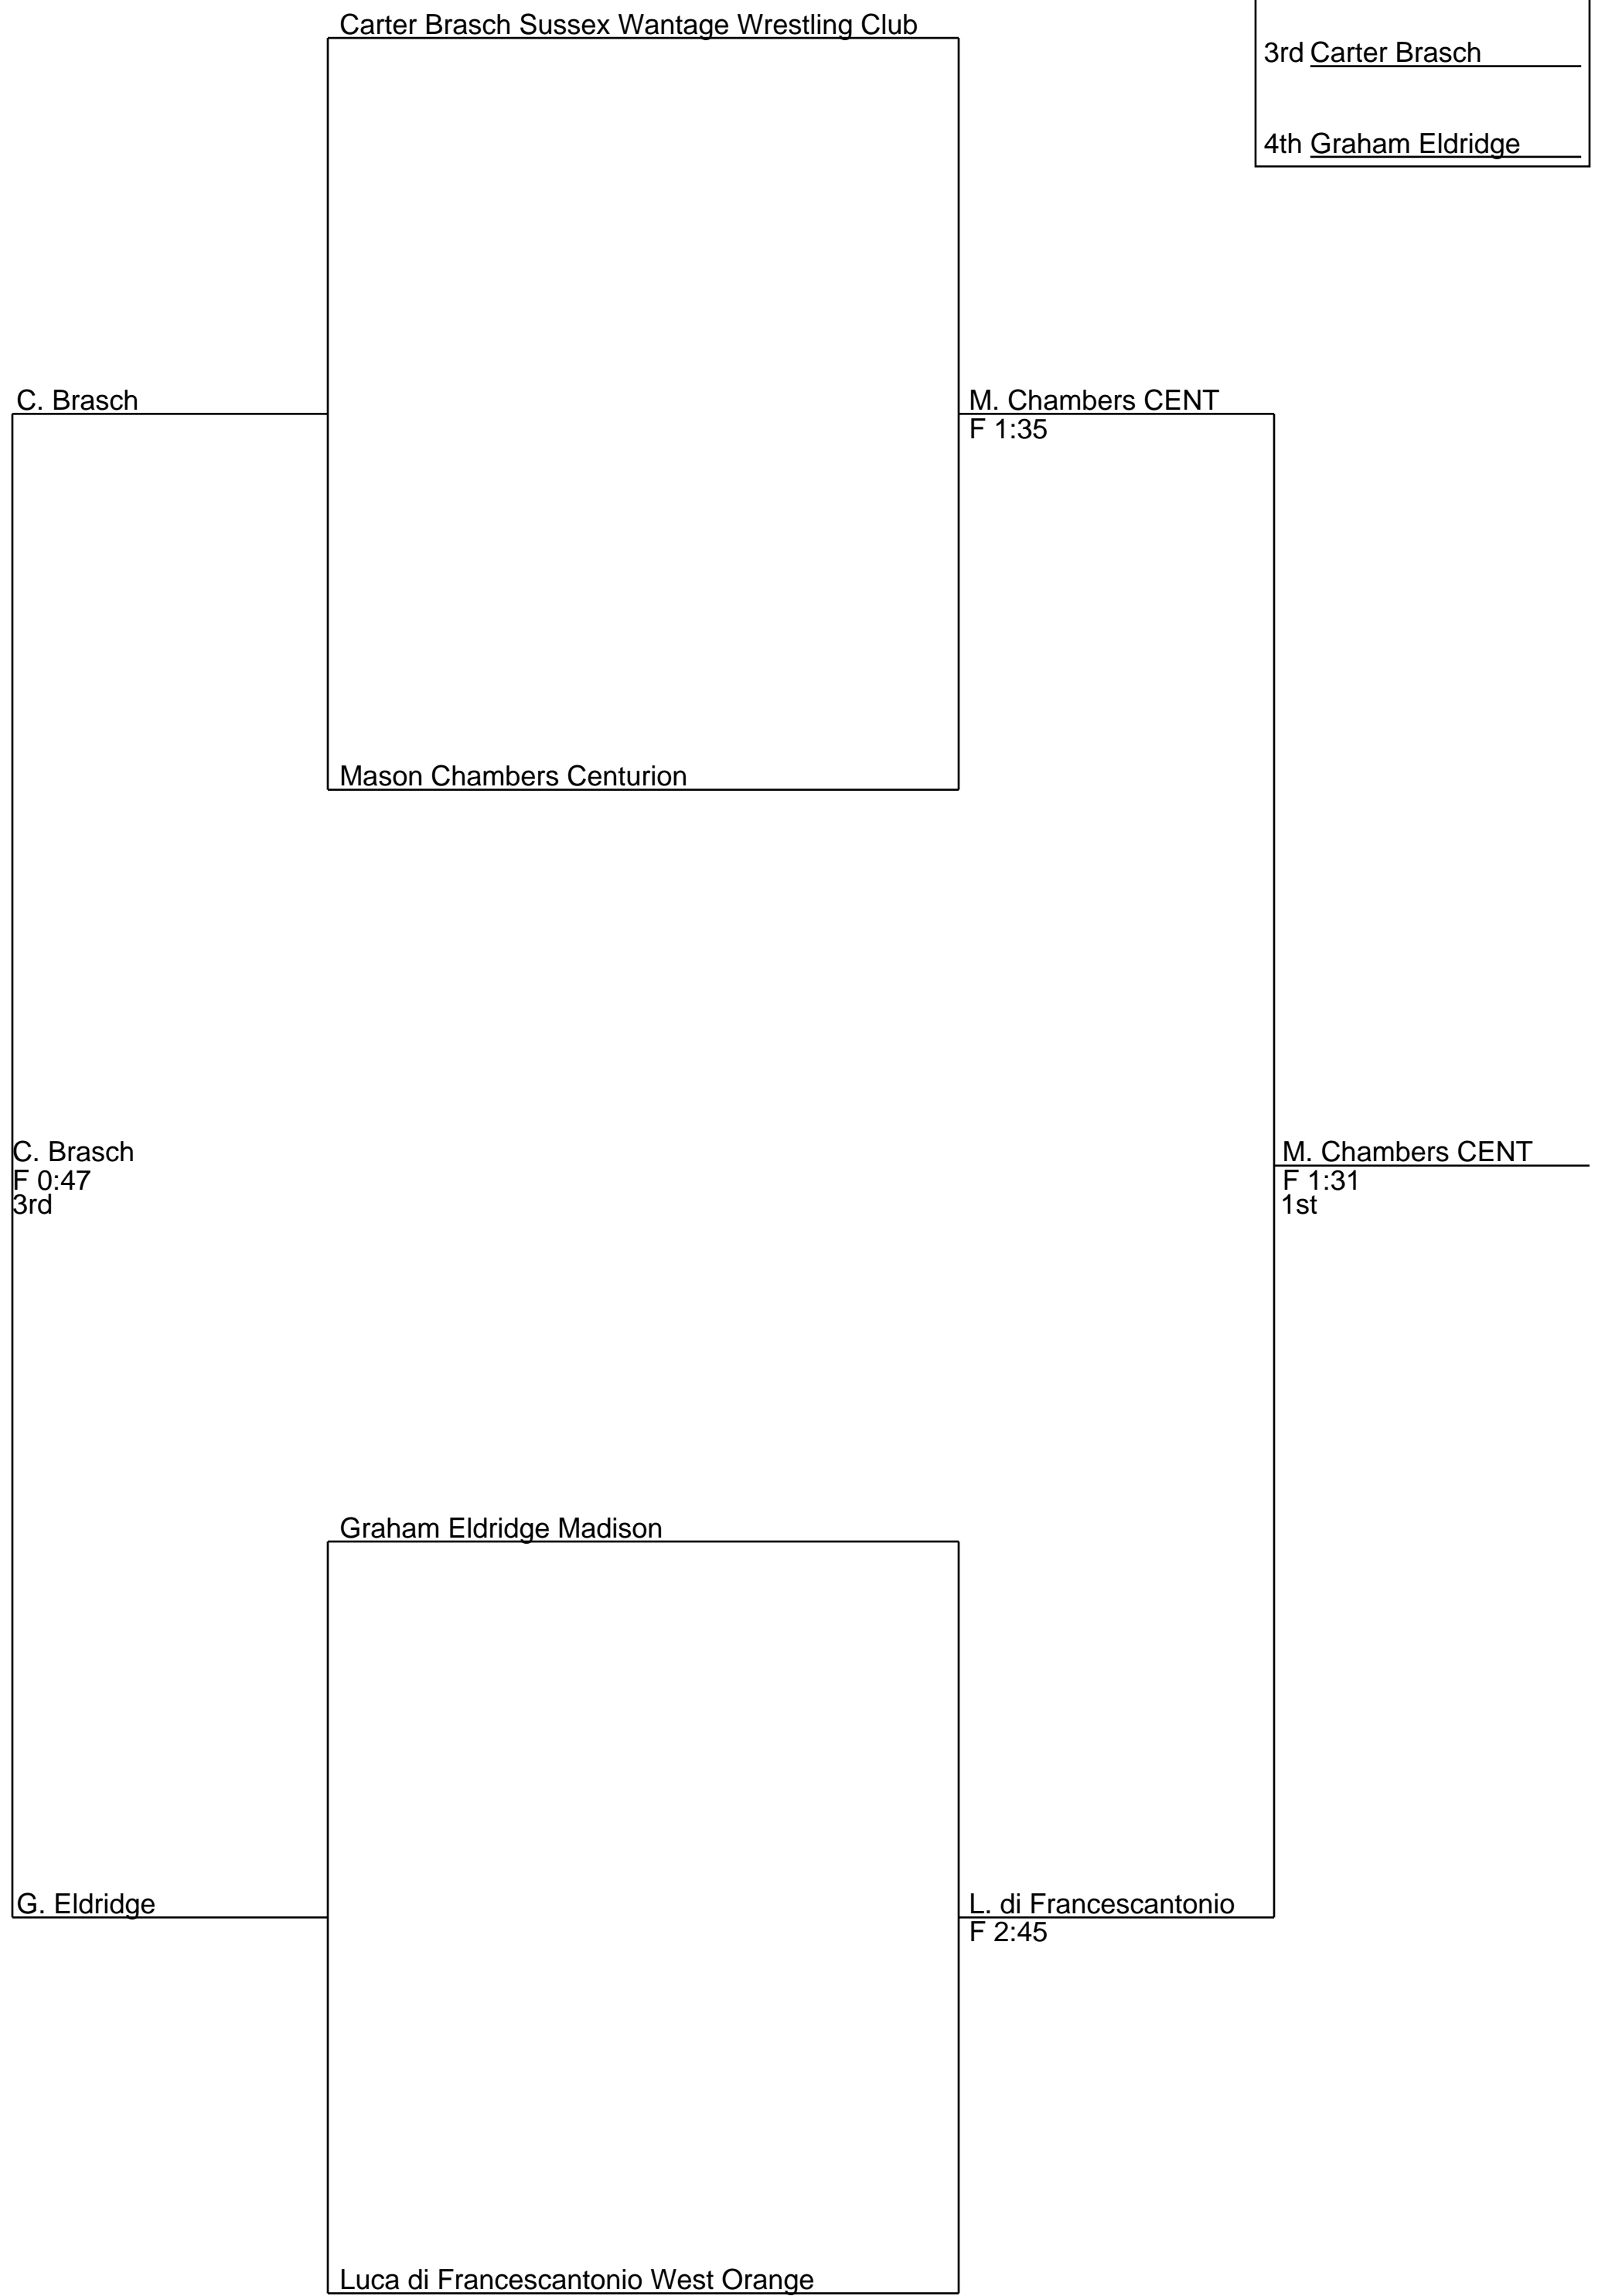 Carter Brasch Sussex Wantage Wrestling Club
3rd Carter Brasch
4th Graham Eldridge
C. Brasch
M. Chambers CENT
F 1:35
Mason Chambers Centurion
C. Brasch
F 0:47
3rd
M. Chambers CENT
F 1:31
1st
Graham Eldridge Madison
G. Eldridge
L. di Francescantonio
F 2:45
Luca di Francescantonio West Orange